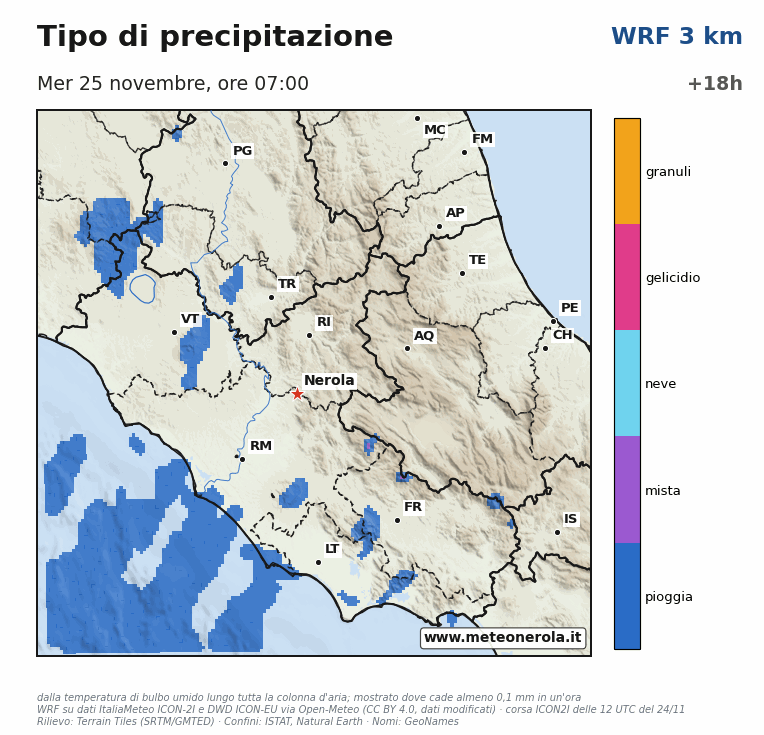 Tipo di precipitazione
WRF 3 km
Mer 25 novembre, ore 07:00
+18h
MC
FM
PG
AP
TE
TR
PE
VT
RI
AQ
CH
Nerola
RM
FR
IS
LT
www.meteonerola.it
granuli
gelicidio
neve
mista
pioggia
dalla temperatura di bulbo umido lungo tutta la colonna d'aria; mostrato dove cade almeno 0,1 mm in un'ora
WRF su dati ItaliaMeteo ICON-2I e DWD ICON-EU via Open-Meteo (CC BY 4.0, dati modificati) · corsa ICON2I delle 12 UTC del 24/11
Rilievo: Terrain Tiles (SRTM/GMTED) · Confini: ISTAT, Natural Earth · Nomi: GeoNames